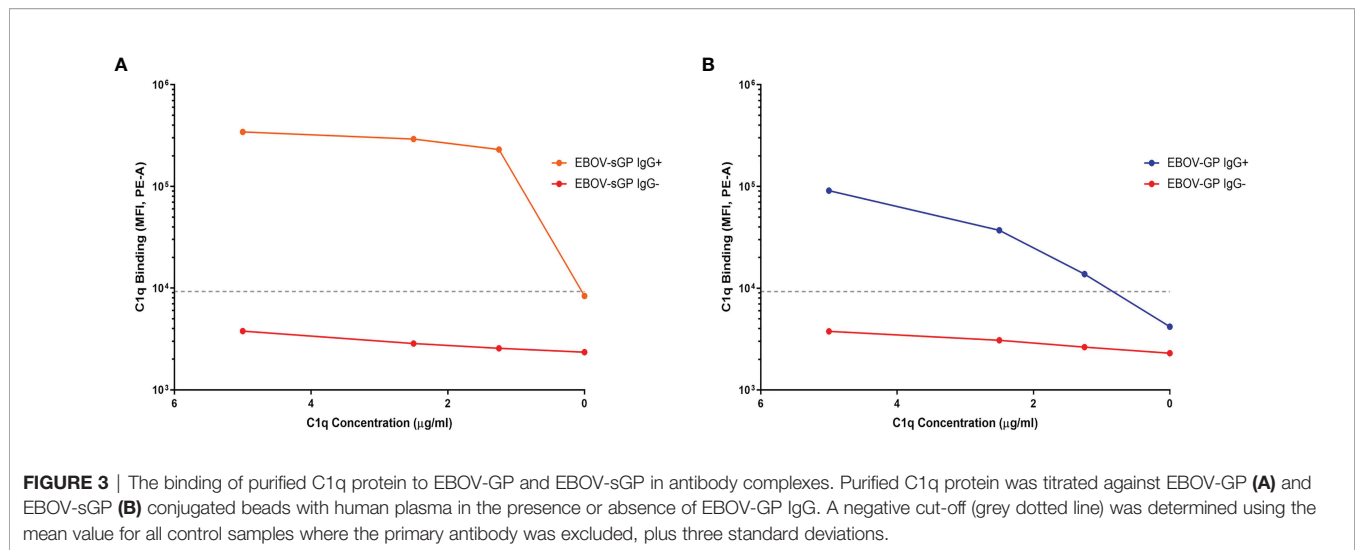 A
10⁶
10⁵
10⁴
10³
C1q Binding (MFI, PE-A)
6
4
2
0
C1q Concentration (μg/ml)
EBOV-sGP IgG+
EBOV-sGP IgG-
B
10⁶
10⁵
10⁴
10³
C1q Binding (MFI, PE-A)
6
4
2
0
C1q Concentration (μg/ml)
EBOV-GP IgG+
EBOV-GP IgG-
FIGURE 3 | The binding of purified C1q protein to EBOV-GP and EBOV-sGP in antibody complexes. Purified C1q protein was titrated against EBOV-GP (A) and
EBOV-sGP (B) conjugated beads with human plasma in the presence or absence of EBOV-GP IgG. A negative cut-off (grey dotted line) was determined using the
mean value for all control samples where the primary antibody was excluded, plus three standard deviations.